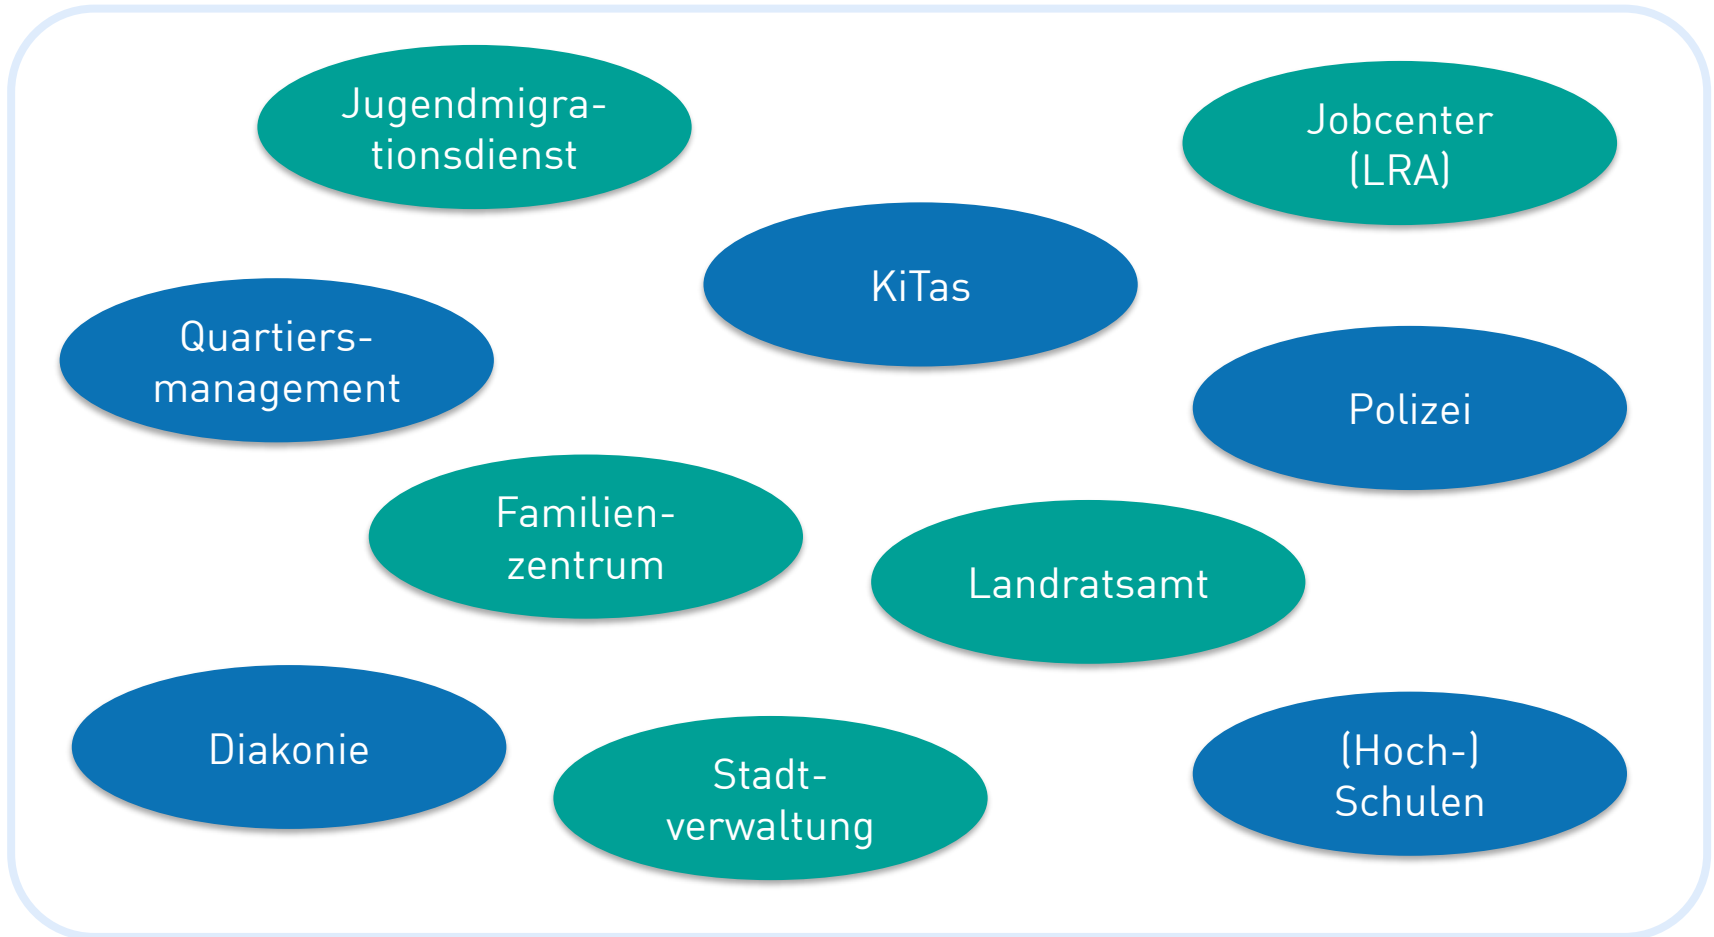 Jugendmigra-
tionsdienst
Jobcenter
(LRA)
KiTas
Quartiers-
management
Polizei
Familien-
zentrum
Landratsamt
Diakonie
Stadt-
verwaltung
(Hoch-)
Schulen